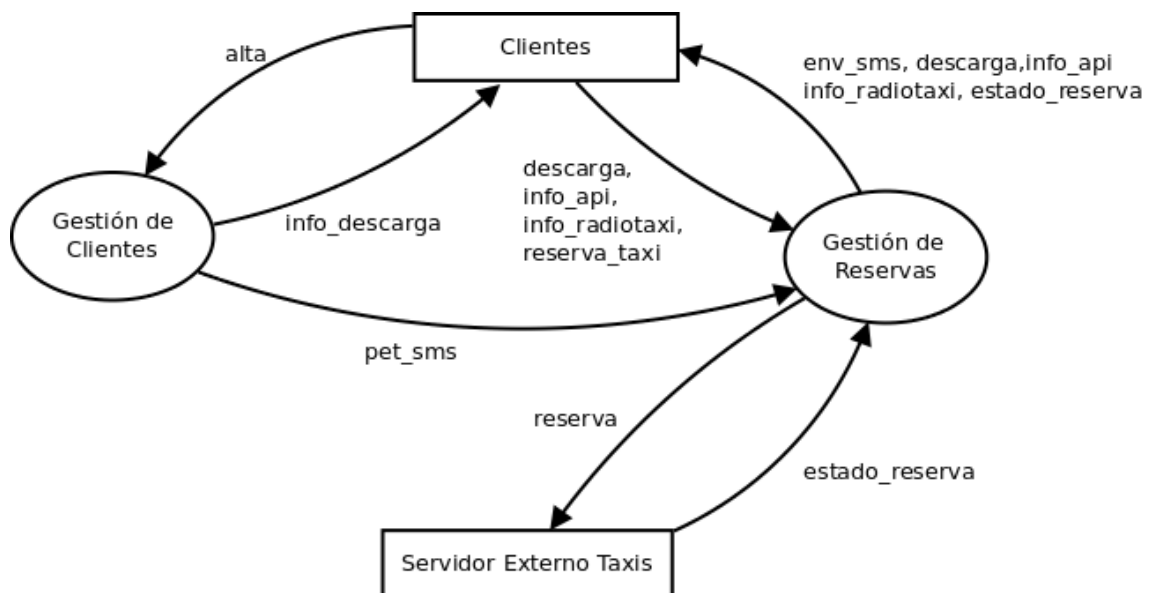 Clientes
alta
env_sms, descarga,info_api
info_radiotaxi, estado_reserva
descarga,
info_api,
info_radiotaxi,
reserva_taxi
Gestión de
Clientes
info_descarga
Gestión de
Reservas
pet_sms
reserva
estado_reserva
Servidor Externo Taxis